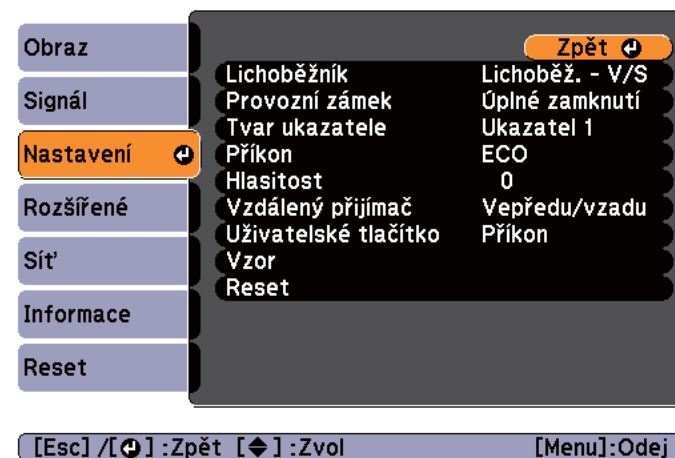 Obraz
Signál
Nastavení
Rozšířené
Síť
Informace
Reset
Zpět
Lichoběžník Lichoběž. - V/S
Provozní zámek Úplné zamknutí
Tvar ukazatele Ukazatel 1
Příkon ECO
Hlasitost 0
Vzdálený přijímač Vepředu/vzadu
Uživatelské tlačítko Příkon
Vzor
Reset
[Esc] /[ ] :Zpět [ ] :Zvol [Menu]:Odej